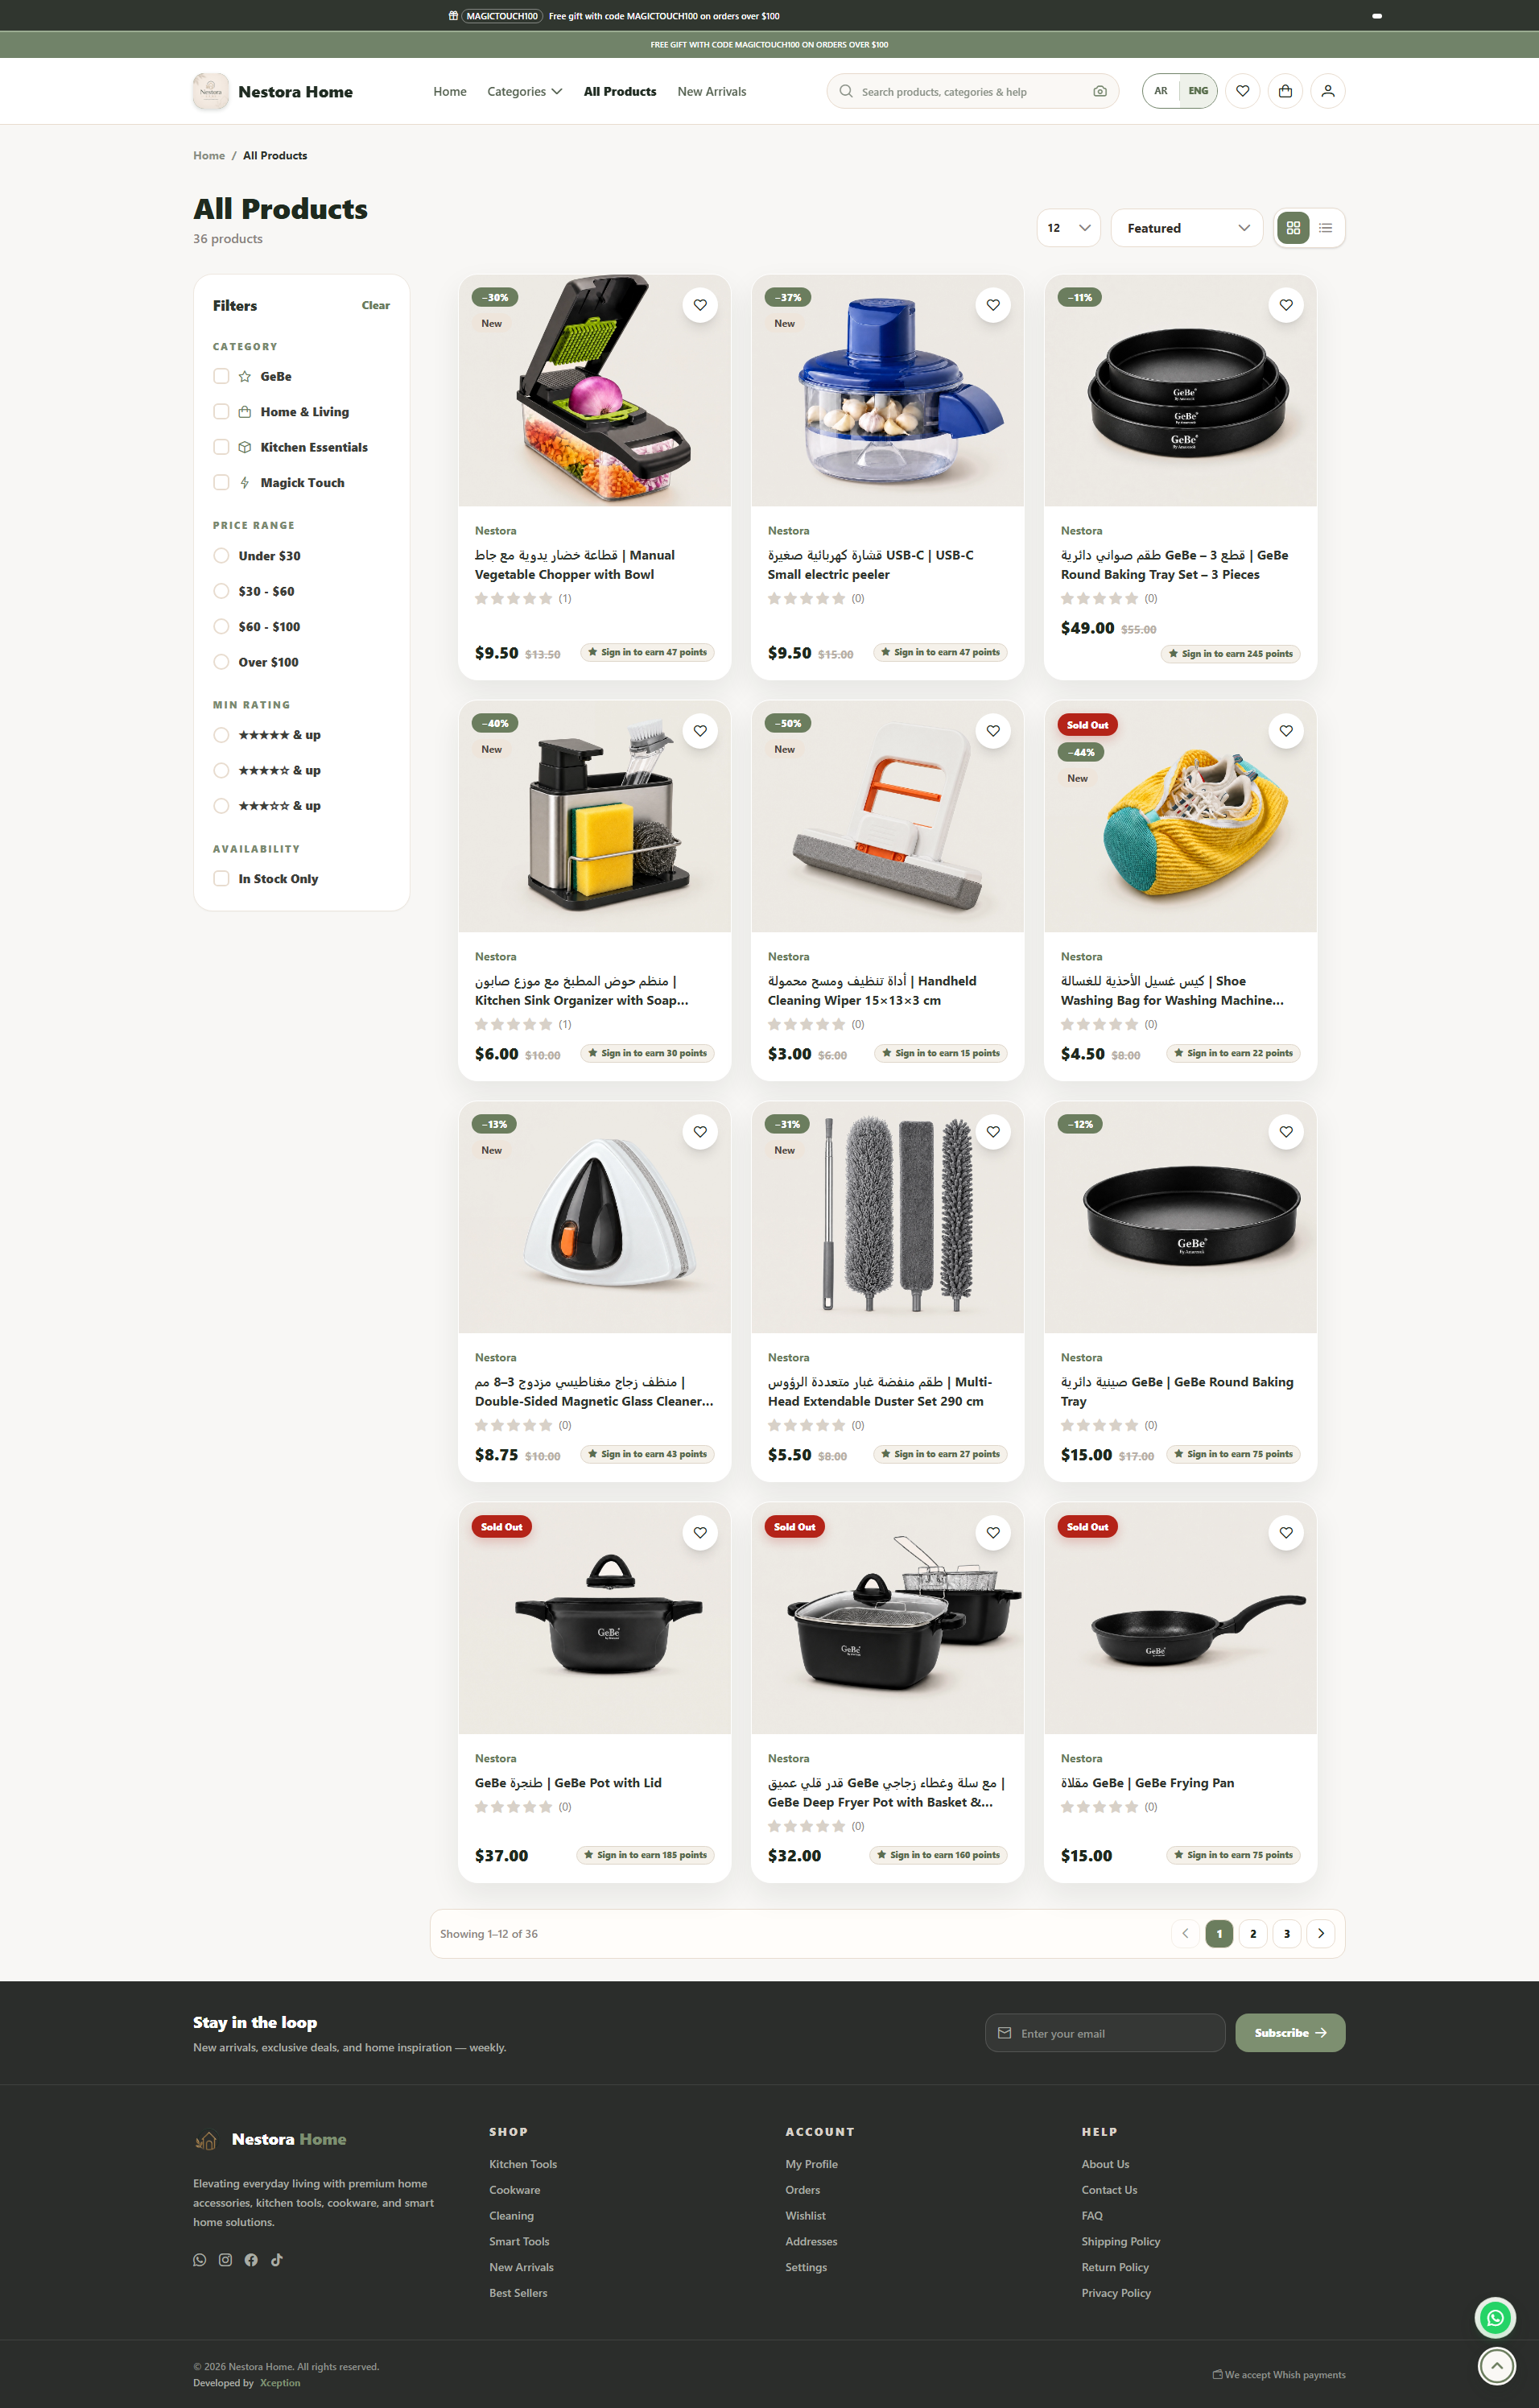 MAGICTOUCH100 Free gift with code MAGICTOUCH100 on orders over $100
FREE GIFT WITH CODE MAGICTOUCH100 ON ORDERS OVER $100
Nestora
Nestora Home
Home
Categories
All Products
New Arrivals
Search products, categories & help
AR
ENG
Home / All Products
All Products
36 products
12
Featured
Filters
Clear
CATEGORY
GeBe
Home & Living
Kitchen Essentials
Magick Touch
PRICE RANGE
Under $30
$30 - $60
$60 - $100
Over $100
MIN RATING
★★★★★ & up
★★★★☆ & up
★★★☆☆ & up
AVAILABILITY
In Stock Only
−30%
New
Nestora
قطاعة خضار يدوية مع جاط | Manual
Vegetable Chopper with Bowl
(1)
$9.50 $13.50
Sign in to earn 47 points
−37%
New
Nestora
قشارة كهربائية صغيرة USB-C | USB-C
Small electric peeler
(0)
$9.50 $15.00
Sign in to earn 47 points
−11%
GeBe
GeBe
GeBe
Nestora
طقم صواني دائرية GeBe – 3 قطع | GeBe
Round Baking Tray Set – 3 Pieces
(0)
$49.00 $55.00
Sign in to earn 245 points
−40%
New
Nestora
منظم حوض المطبخ مع موزع صابون |
Kitchen Sink Organizer with Soap...
(1)
$6.00 $10.00
Sign in to earn 30 points
−50%
New
Nestora
أداة تنظيف ومسح محمولة | Handheld
Cleaning Wiper 15×13×3 cm
(0)
$3.00 $6.00
Sign in to earn 15 points
Sold Out
−44%
New
Nestora
كيس غسيل الأحذية للغسالة | Shoe
Washing Bag for Washing Machine...
(0)
$4.50 $8.00
Sign in to earn 22 points
−13%
New
Nestora
منظف زجاج مغناطيسي مزدوج 3–8 مم |
Double-Sided Magnetic Glass Cleaner...
(0)
$8.75 $10.00
Sign in to earn 43 points
−31%
New
Nestora
طقم منفضة غبار متعددة الرؤوس | Multi-
Head Extendable Duster Set 290 cm
(0)
$5.50 $8.00
Sign in to earn 27 points
−12%
GeBe
Nestora
صينية دائرية GeBe | GeBe Round Baking
Tray
(0)
$15.00 $17.00
Sign in to earn 75 points
Sold Out
GeBe
Nestora
GeBe طنجرة | GeBe Pot with Lid
(0)
$37.00
Sign in to earn 185 points
Sold Out
GeBe
Nestora
قدر قلي عميق GeBe مع سلة وغطاء زجاجي |
GeBe Deep Fryer Pot with Basket &...
(0)
$32.00
Sign in to earn 160 points
Sold Out
GeBe
Nestora
مقلاة GeBe | GeBe Frying Pan
(0)
$15.00
Sign in to earn 75 points
Showing 1–12 of 36
1
2
3
Stay in the loop
New arrivals, exclusive deals, and home inspiration — weekly.
Enter your email
Subscribe
Nestora Home
Elevating everyday living with premium home
accessories, kitchen tools, cookware, and smart
home solutions.
SHOP
Kitchen Tools
Cookware
Cleaning
Smart Tools
New Arrivals
Best Sellers
ACCOUNT
My Profile
Orders
Wishlist
Addresses
Settings
HELP
About Us
Contact Us
FAQ
Shipping Policy
Return Policy
Privacy Policy
© 2026 Nestora Home. All rights reserved.
Developed by Xception
We accept Whish payments